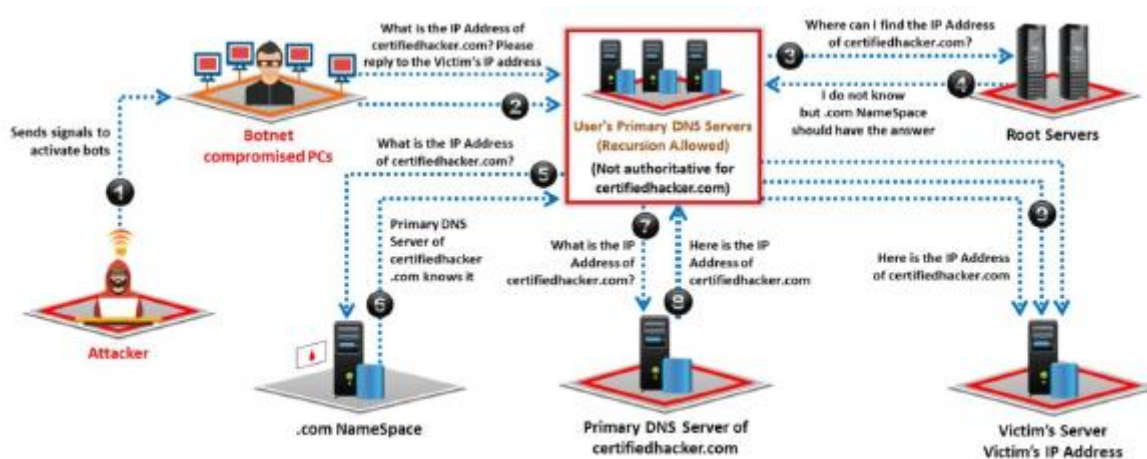 What is the IP Address of
certifiedhacker.com? Please
reply to the Victim's IP address
2
Botnet
compromised PCs
Sends signals to
activate bots
1
Attacker
User's Primary DNS Servers
(Recursion Allowed)
(Not authoritative for
certifiedhacker.com)
Where can I find the IP Address
of certifiedhacker.com?
3
4
I do not know
but .com NameSpace
should have the answer
Root Servers
What is the IP Address
of certifiedhacker.com?
5
Primary DNS
Server of
certifiedhacker
.com knows it
6
.com NameSpace
7
What is the IP
Address of
certifiedhacker.com?
Here is the IP
Address of
certifiedhacker.com
8
Primary DNS Server of
certifiedhacker.com
9
Here is the IP Address
of certifiedhacker.com
Victim's Server
Victim's IP Address